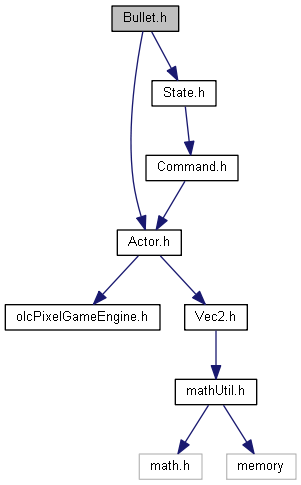 Bullet.h
State.h
Command.h
Actor.h
olcPixelGameEngine.h
Vec2.h
mathUtil.h
math.h
memory